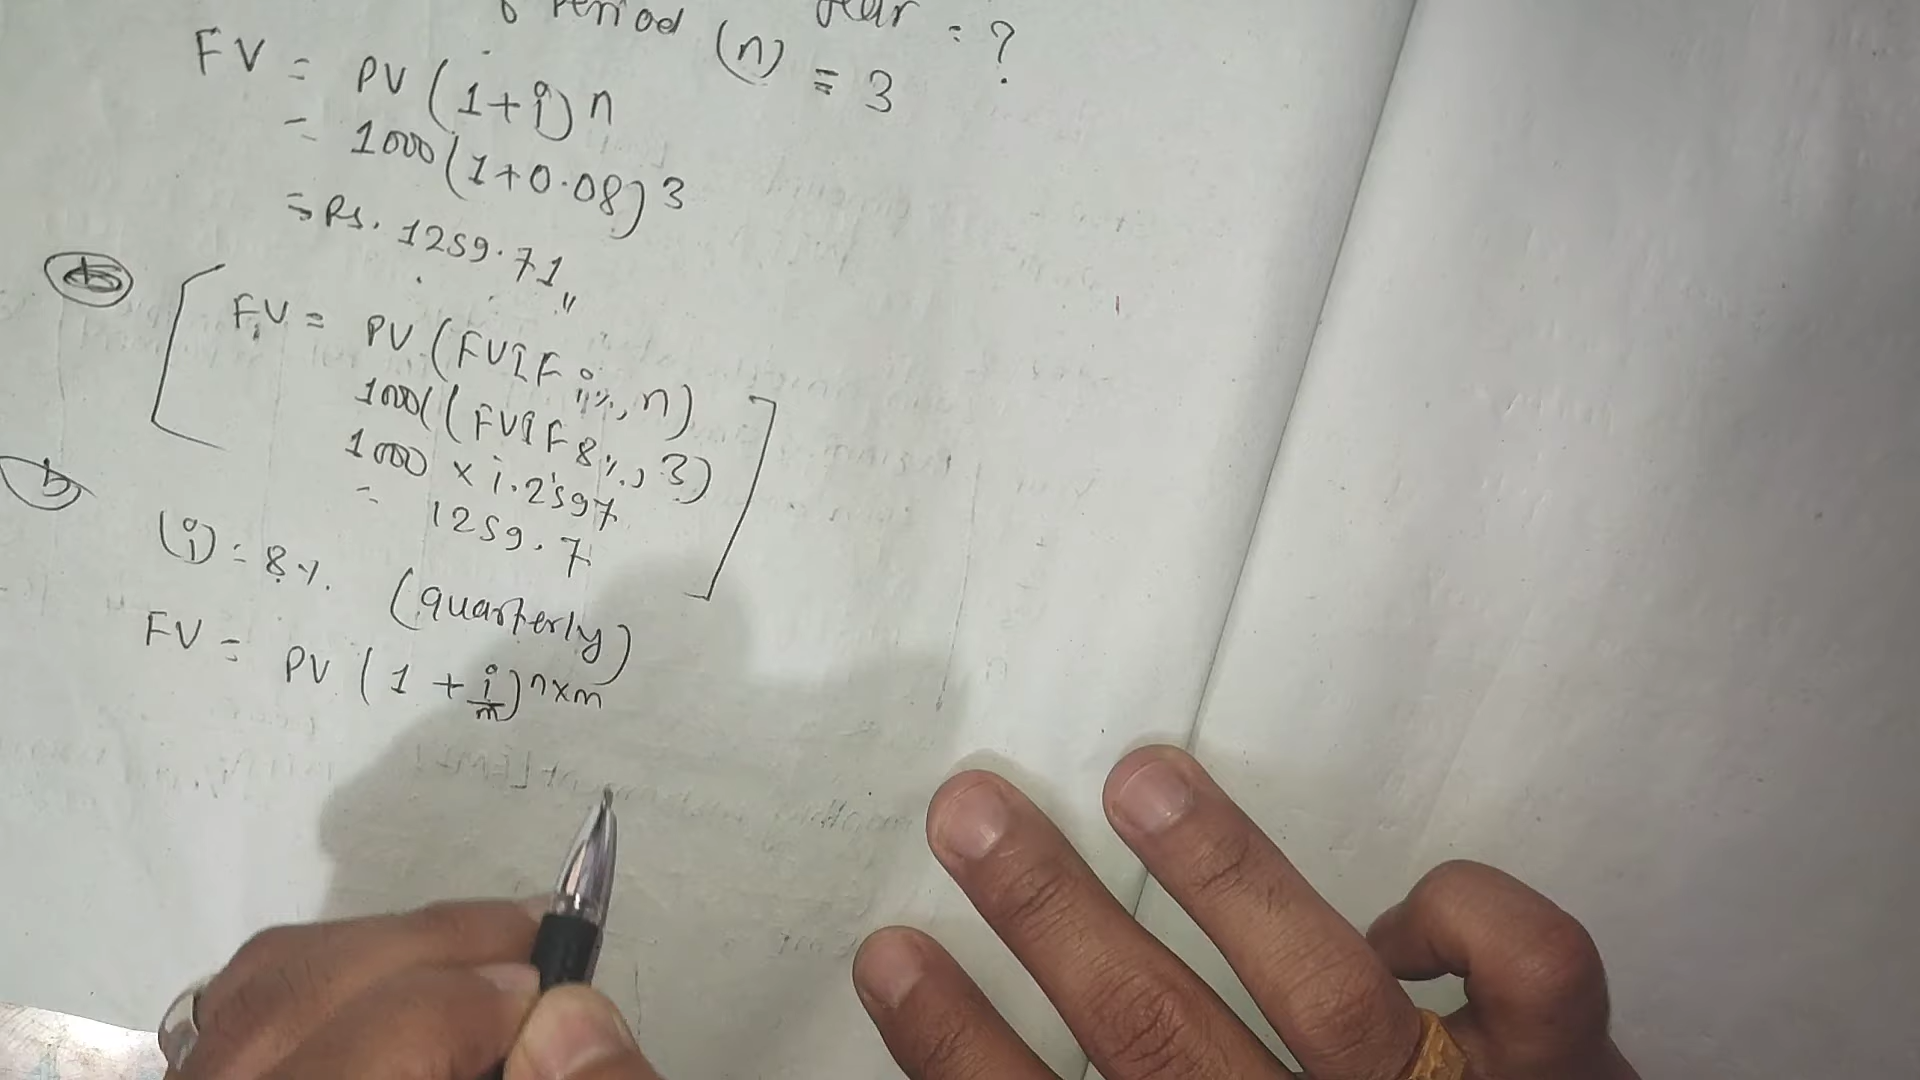 Period (n) = 3
Year = ?
FV = PV (1+i)n
= 1000 (1+0.08)3
= Rs. 1259.71
FV = PV (FVIF i%, n)
1000 ((FVIF 8%, 3)
1000 x 1.2597
= 1259.7
b
(i) = 8%. (quarterly)
FV = PV (1 + i/m) n×m